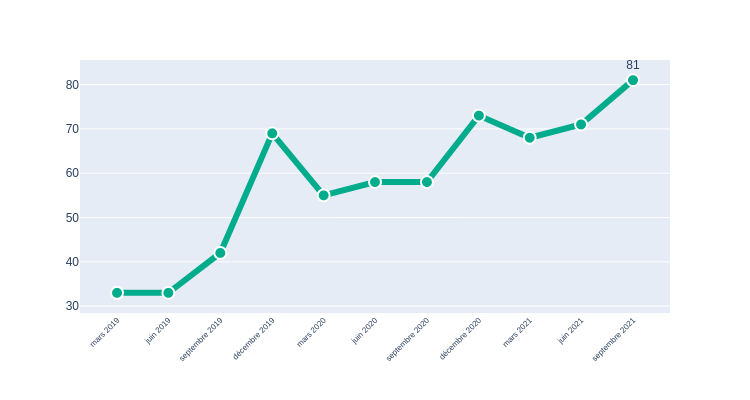 81
80
70
60
50
40
30
mars 2019
juin 2019
septembre 2019
décembre 2019
mars 2020
juin 2020
septembre 2020
décembre 2020
mars 2021
juin 2021
septembre 2021